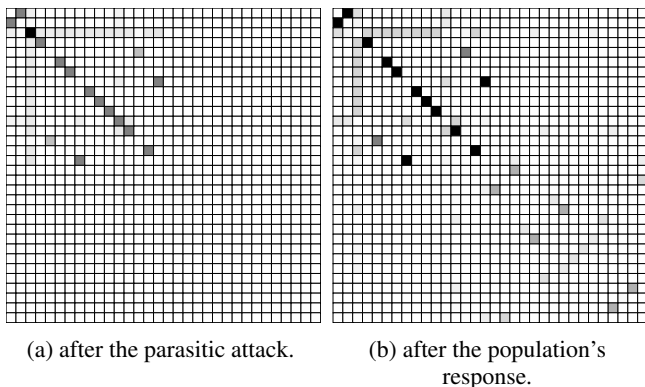 (a) after the parasitic attack.
(b) after the population's
response.